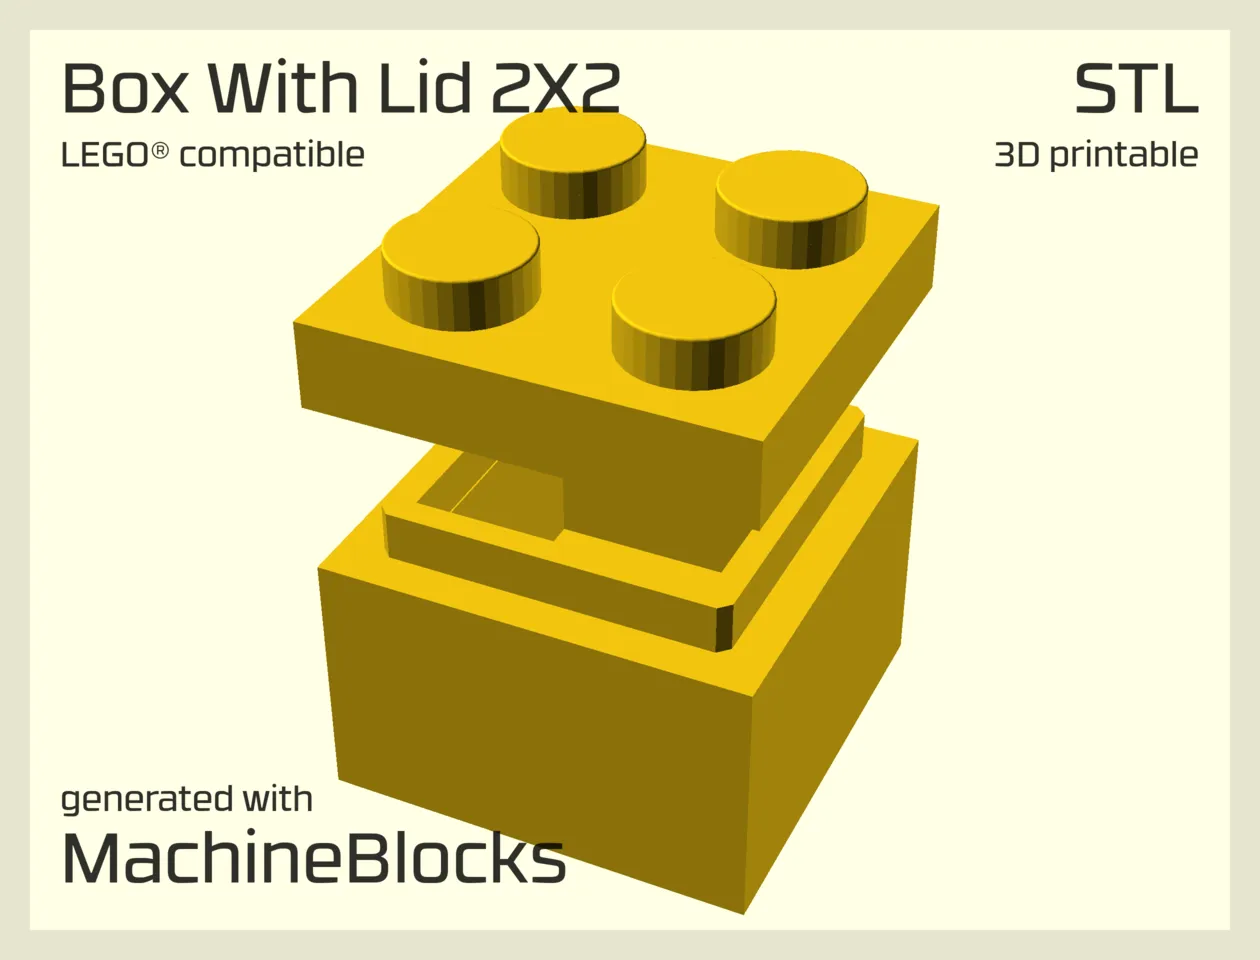 Box With Lid 2X2
STL
LEGO® compatible
3D printable
generated with
MachineBlocks